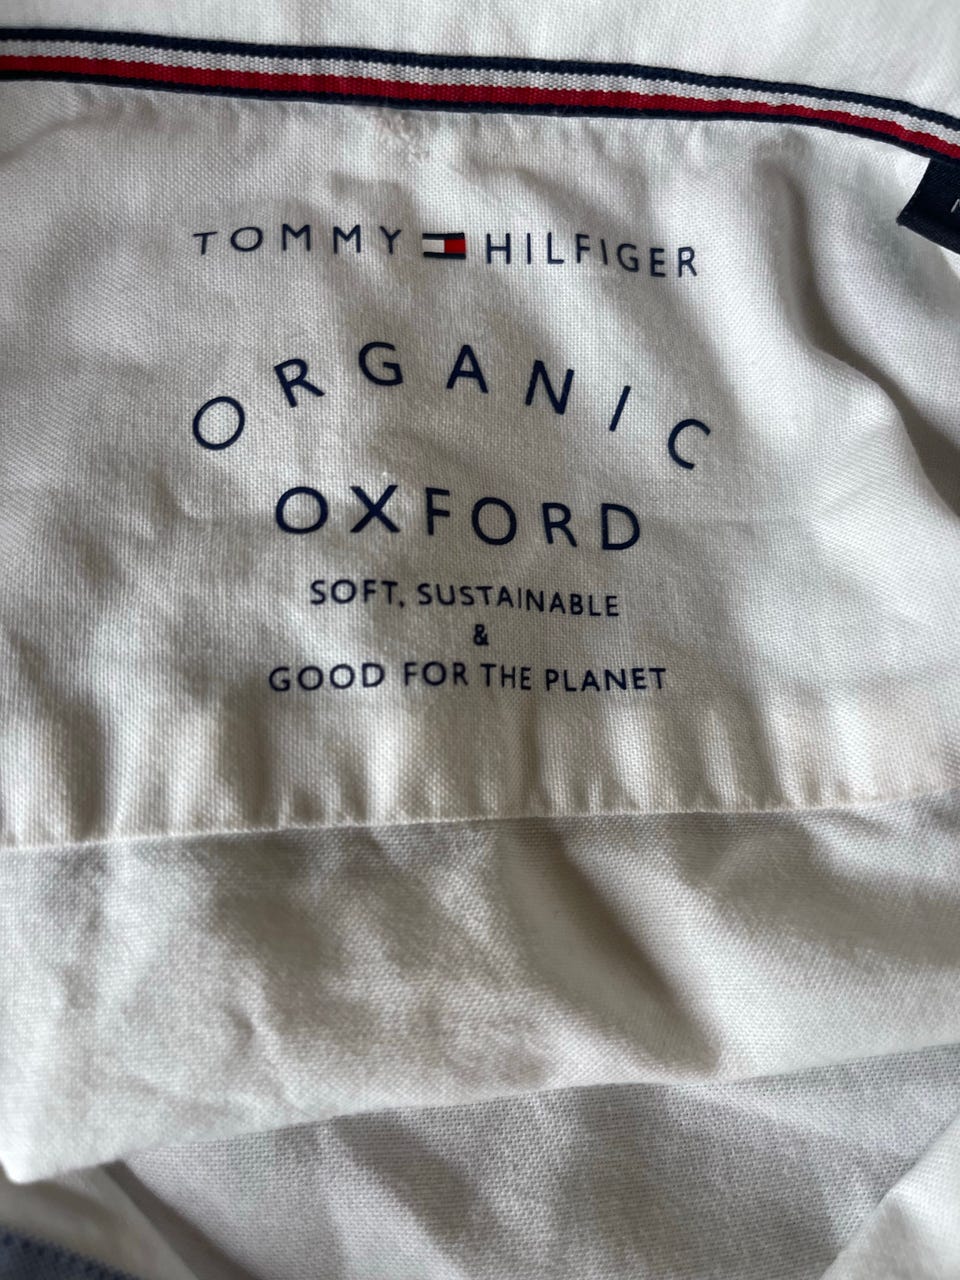 TOMMY HILFIGER
ORGANIC
OXFORD
SOFT, SUSTAINABLE
&
GOOD FOR THE PLANET